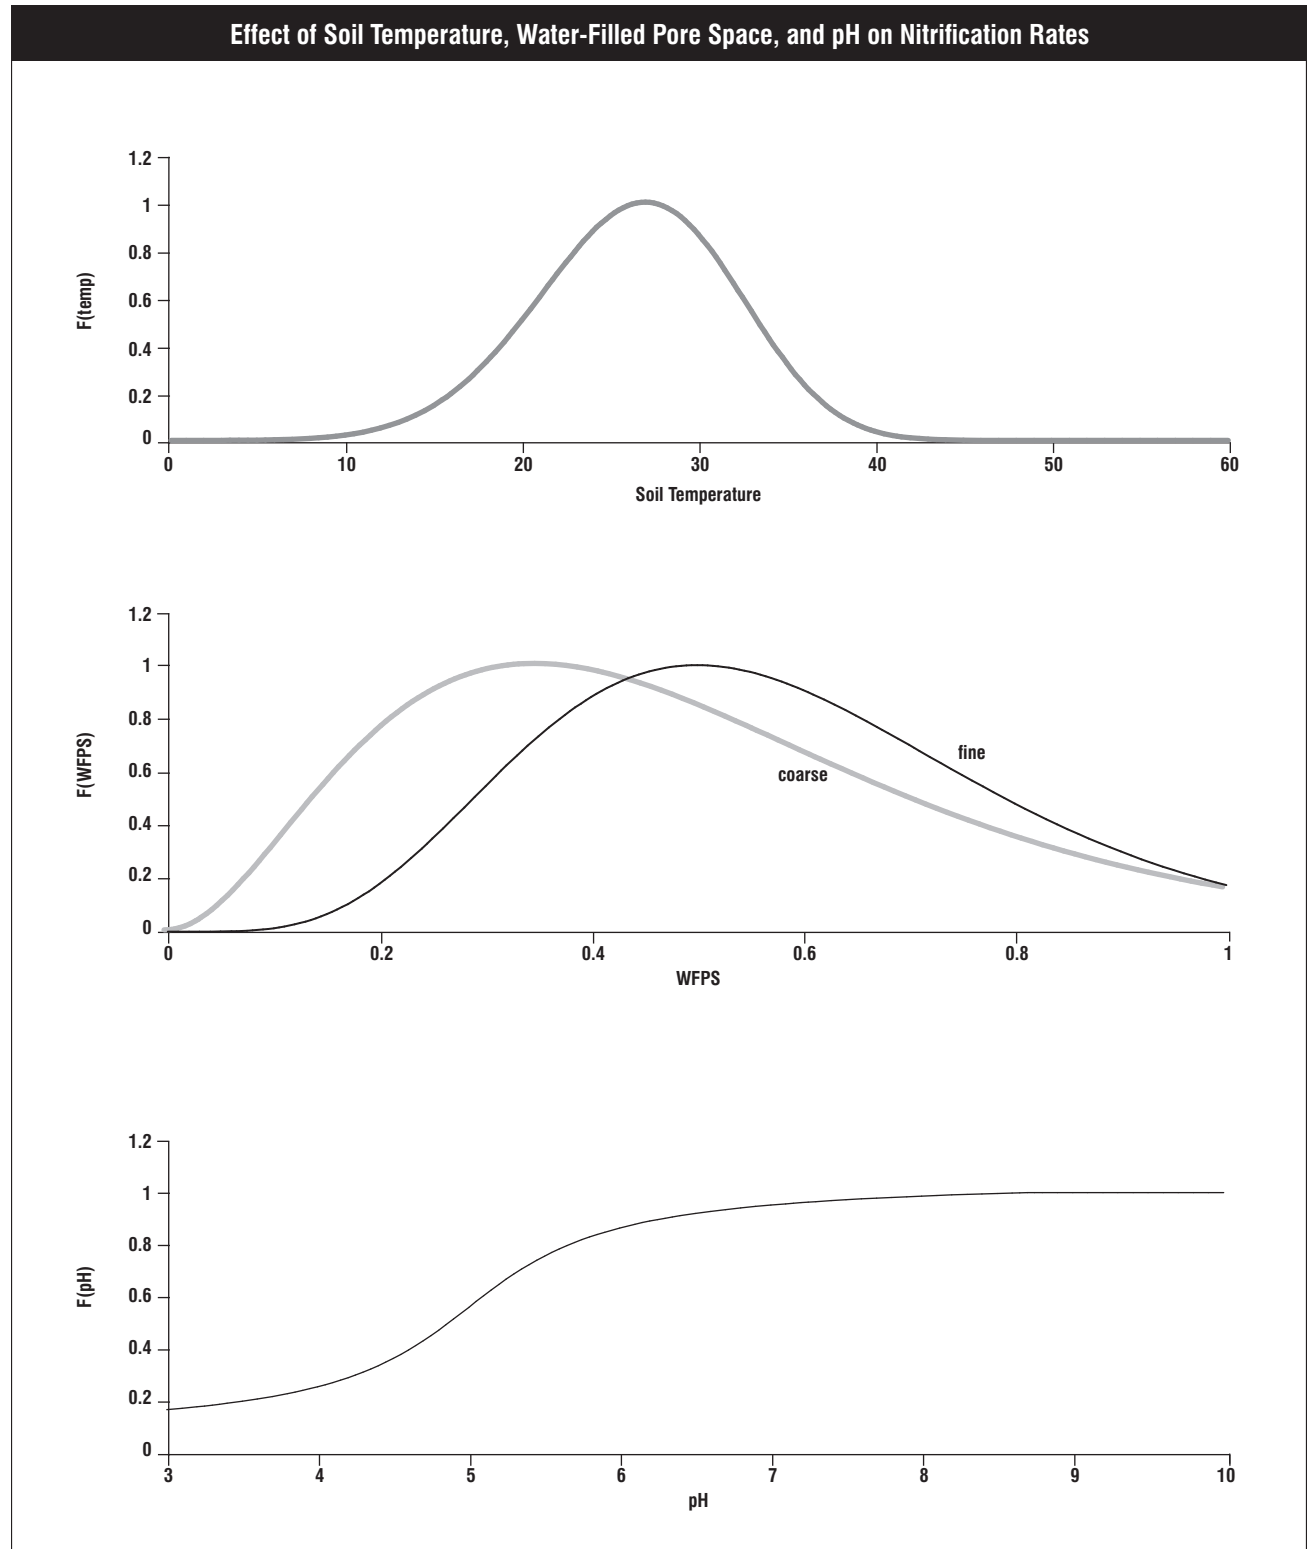 Effect of Soil Temperature, Water-Filled Pore Space, and pH on Nitrification Rates
1.2
1
0.8
0.6
0.4
0.2
0
F(temp)
0 10 20 30 40 50 60
Soil Temperature
1.2
1
0.8
0.6
0.4
0.2
0
F(WFPS)
fine
coarse
0 0.2 0.4 0.6 0.8 1
WFPS
1.2
1
0.8
0.6
0.4
0.2
0
F(pH)
3 4 5 6 7 8 9 10
pH